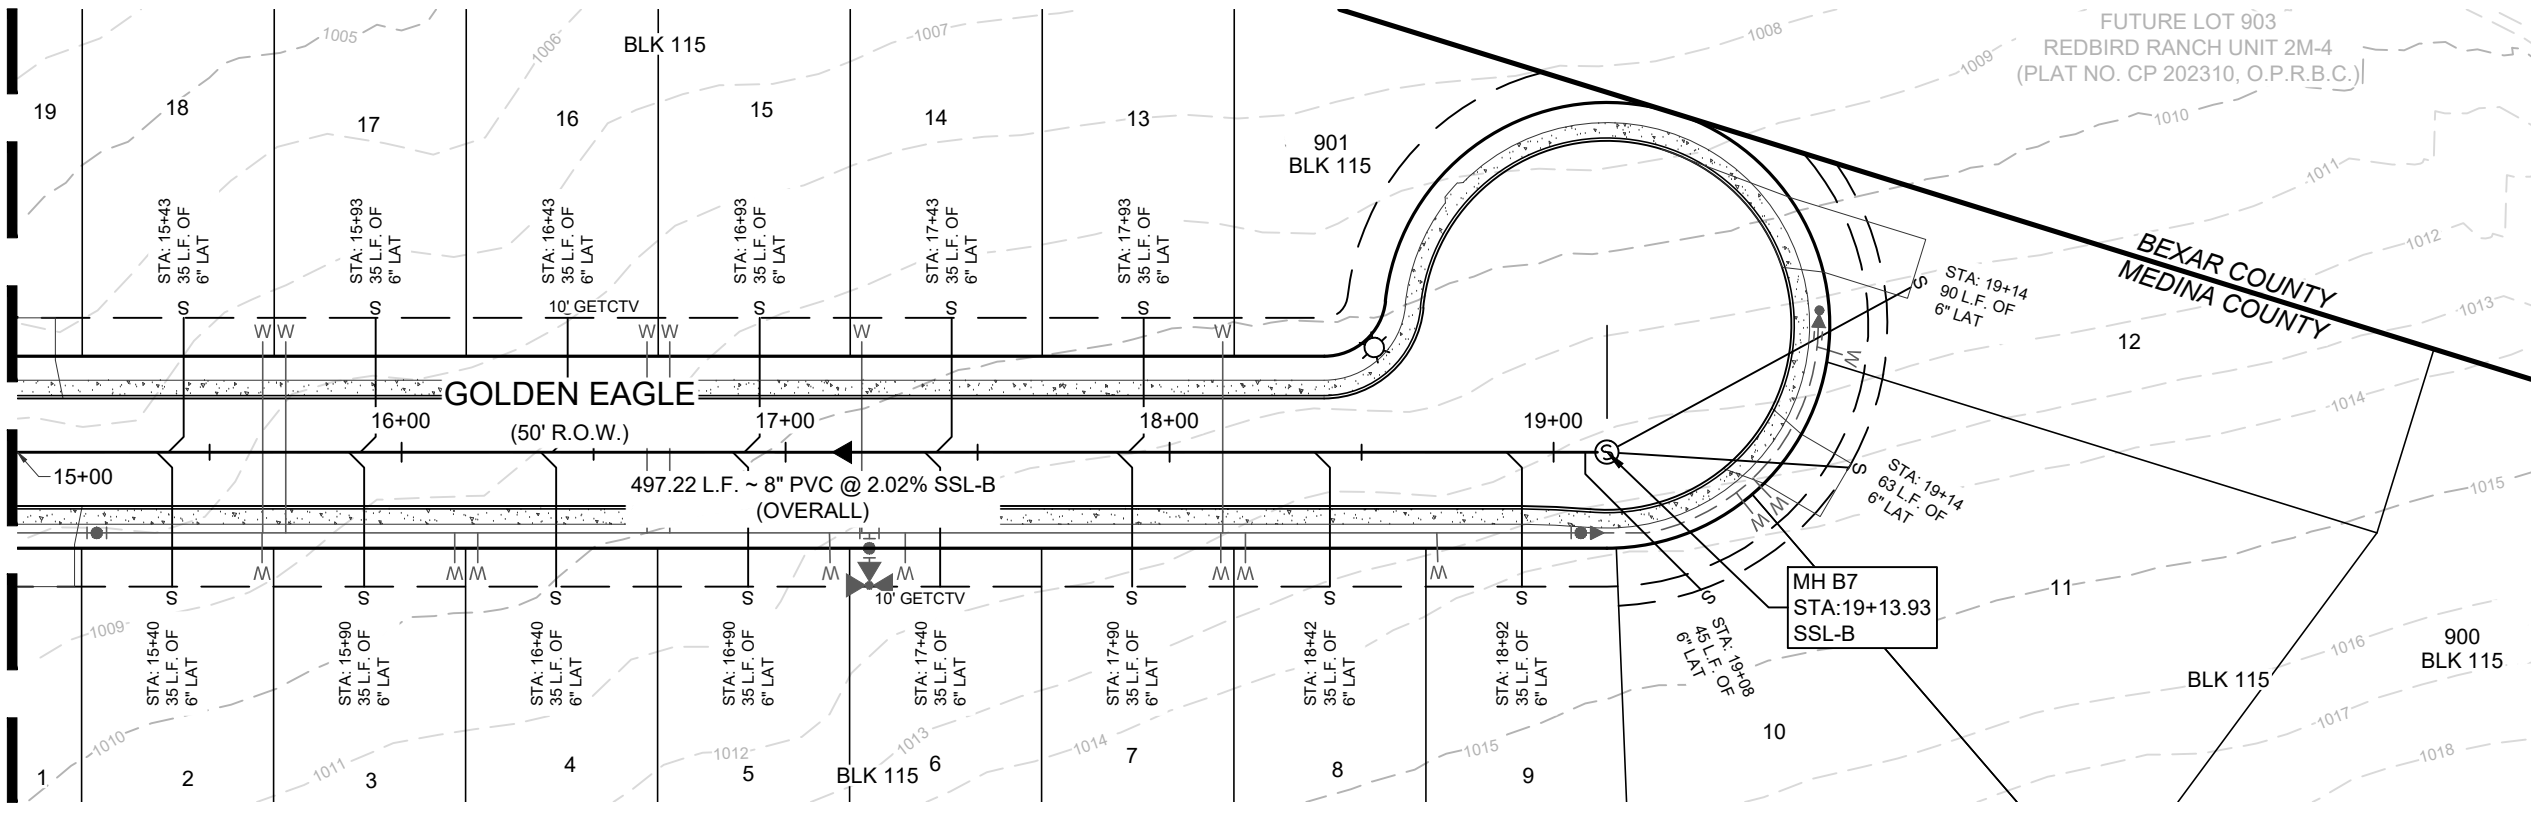 1005
1006
BLK 115
1007
1008
1009
FUTURE LOT 903
REDBIRD RANCH UNIT 2M-4
(PLAT NO. CP 202310, O.P.R.B.C.)
1010
1011
1012
1013
1014
1015
1016
1017
1018
19
18
17
16
15
14
13
901
BLK 115
STA: 15+43
35 L.F. OF
6" LAT
S
STA: 15+93
35 L.F. OF
6" LAT
S
STA: 16+43
35 L.F. OF
6" LAT
10' GETCTV
STA: 16+93
35 L.F. OF
6" LAT
S
STA: 17+43
35 L.F. OF
6" LAT
S
STA: 17+93
35 L.F. OF
6" LAT
S
W W
W W
W
W
BEXAR COUNTY
MEDINA COUNTY
S
STA: 19+14
90 L.F. OF
6" LAT
12
W
GOLDEN EAGLE
(50' R.O.W.)
15+00
16+00
17+00
18+00
19+00
S
497.22 L.F. ~ 8" PVC @ 2.02% SSL-B
(OVERALL)
S
STA: 19+14
63 L.F. OF
6" LAT
W W
MH B7
STA:19+13.93
SSL-B
11
BLK 115
900
BLK 115
W
W W
W
W
W W
W
10' GETCTV
S
STA: 15+40
35 L.F. OF
6" LAT
S
STA: 15+90
35 L.F. OF
6" LAT
S
STA: 16+40
35 L.F. OF
6" LAT
S
STA: 16+90
35 L.F. OF
6" LAT
STA: 17+40
35 L.F. OF
6" LAT
S
STA: 17+90
35 L.F. OF
6" LAT
S
STA: 18+42
35 L.F. OF
6" LAT
S
STA: 18+92
35 L.F. OF
6" LAT
S
STA: 19+08
45 L.F. OF
6" LAT
1009
1010
1011
1012
1013
1014
1015
1
2
3
4
5
BLK 115
6
7
8
9
10